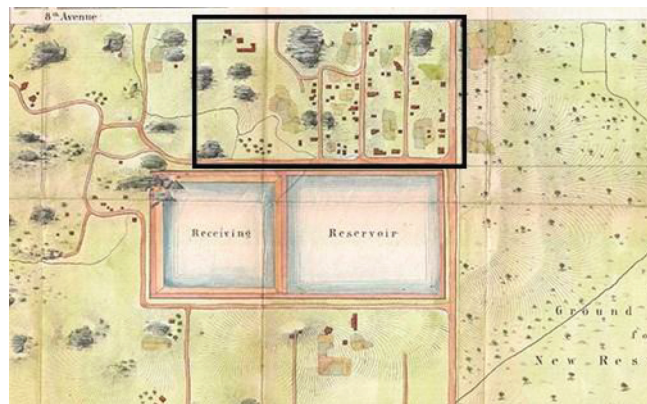 8th Avenue
Receiving Reservoir
Ground
fo
New Res